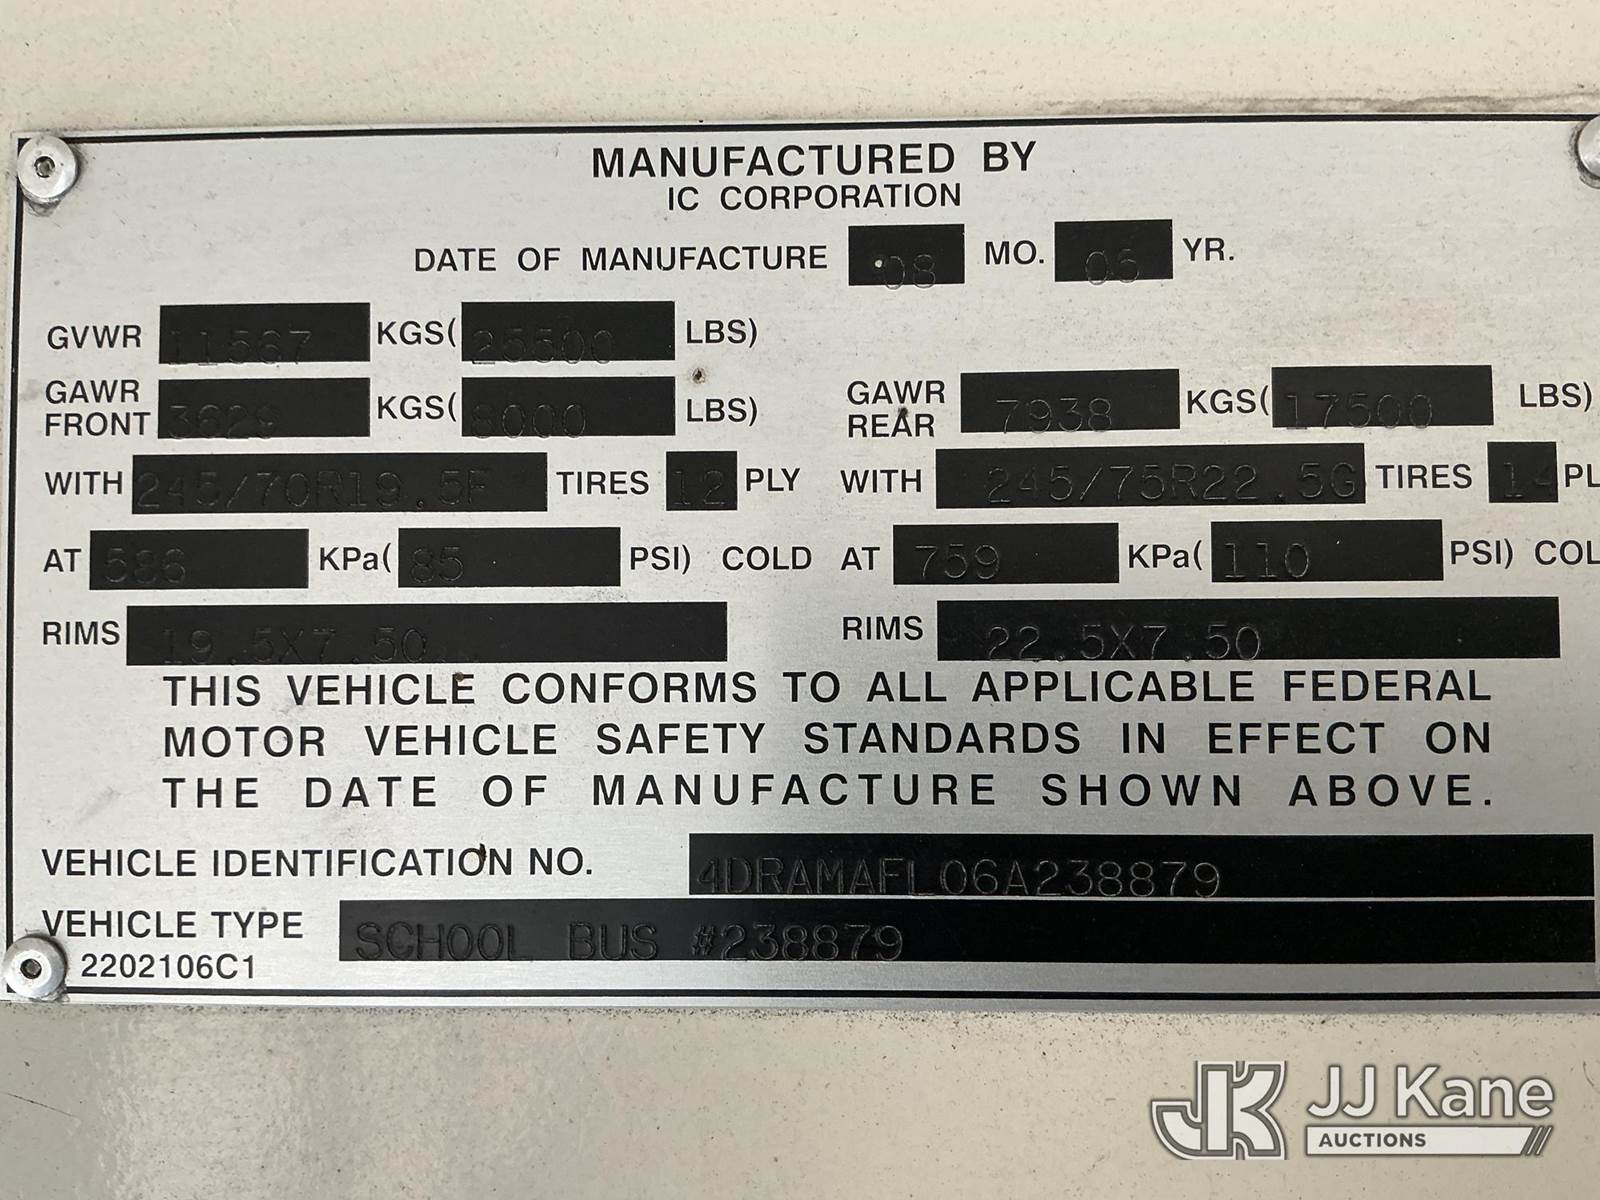 MANUFACTURED BY
IC CORPORATION
DATE OF MANUFACTURE 08 MO. 05 YR.
GVWR 11567 KGS( 25500 LBS)
GAWR FRONT 3629 KGS( 8000 LBS) GAWR REAR 7938 KGS( 17500 LBS)
WITH 245/70R19.5F TIRES 12 PLY WITH 245/75R22.5G TIRES 14 PL
AT 586 KPa( 85 PSI) COLD AT 759 KPa( 110 PSI) COL
RIMS 19.5X7.50 RIMS 22.5X7.50
THIS VEHICLE CONFORMS TO ALL APPLICABLE FEDERAL
MOTOR VEHICLE SAFETY STANDARDS IN EFFECT ON
THE DATE OF MANUFACTURE SHOWN ABOVE.
VEHICLE IDENTIFICATION NO. 4DRAMAFL06A238879
VEHICLE TYPE SCHOOL BUS #238879
2202106C1
JK JJ Kane
AUCTIONS